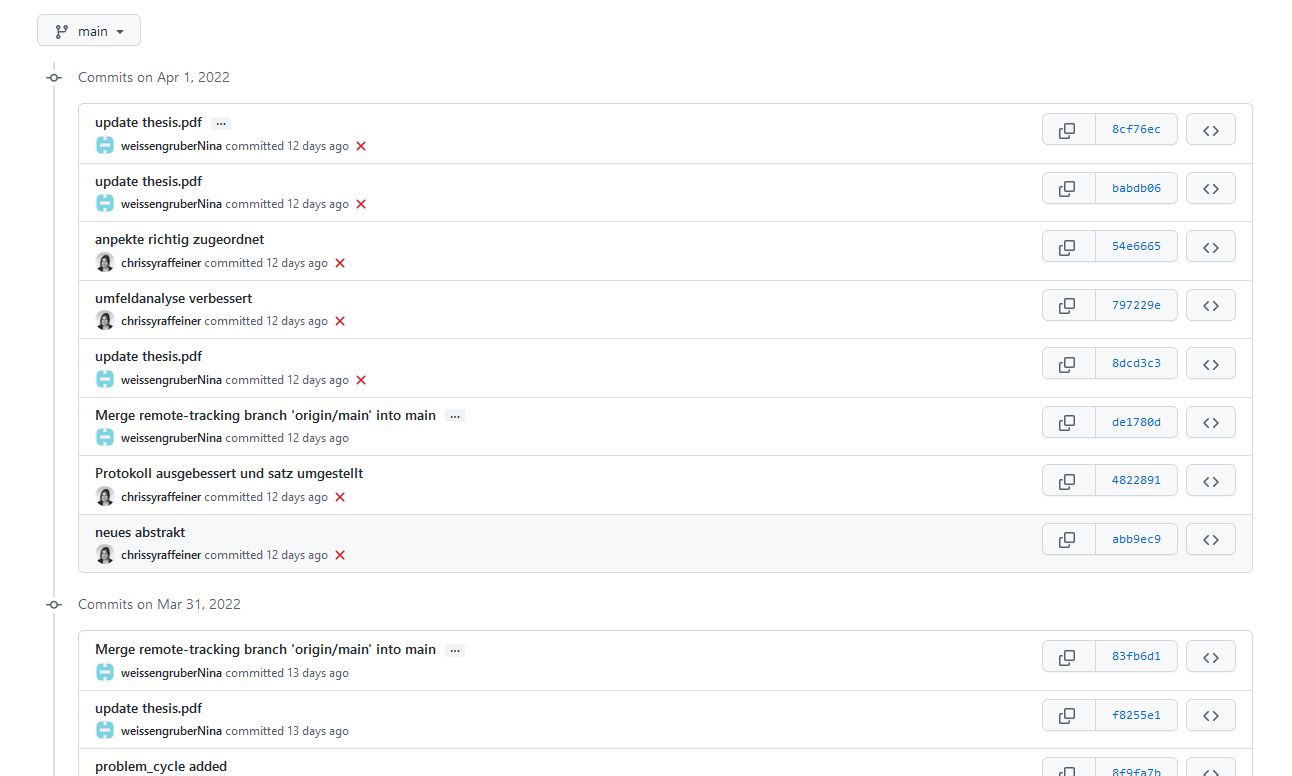 main
Commits on Apr 1, 2022
update thesis.pdf ...
8cf76ec
weissengruberNina committed 12 days ago
update thesis.pdf
babdb06
weissengruberNina committed 12 days ago
anpekte richtig zugeordnet
54e6665
chrissyraffeiner committed 12 days ago
umfeldanalyse verbessert
797229e
chrissyraffeiner committed 12 days ago
update thesis.pdf
8dcd3c3
weissengruberNina committed 12 days ago
Merge remote-tracking branch 'origin/main' into main ...
de1780d
weissengruberNina committed 12 days ago
Protokoll ausgebessert und satz umgestellt
4822891
chrissyraffeiner committed 12 days ago
neues abstrakt
abb9ec9
chrissyraffeiner committed 12 days ago
Commits on Mar 31, 2022
Merge remote-tracking branch 'origin/main' into main ...
83fb6d1
weissengruberNina committed 13 days ago
update thesis.pdf
f8255e1
weissengruberNina committed 13 days ago
problem_cycle added
8f9fa7b